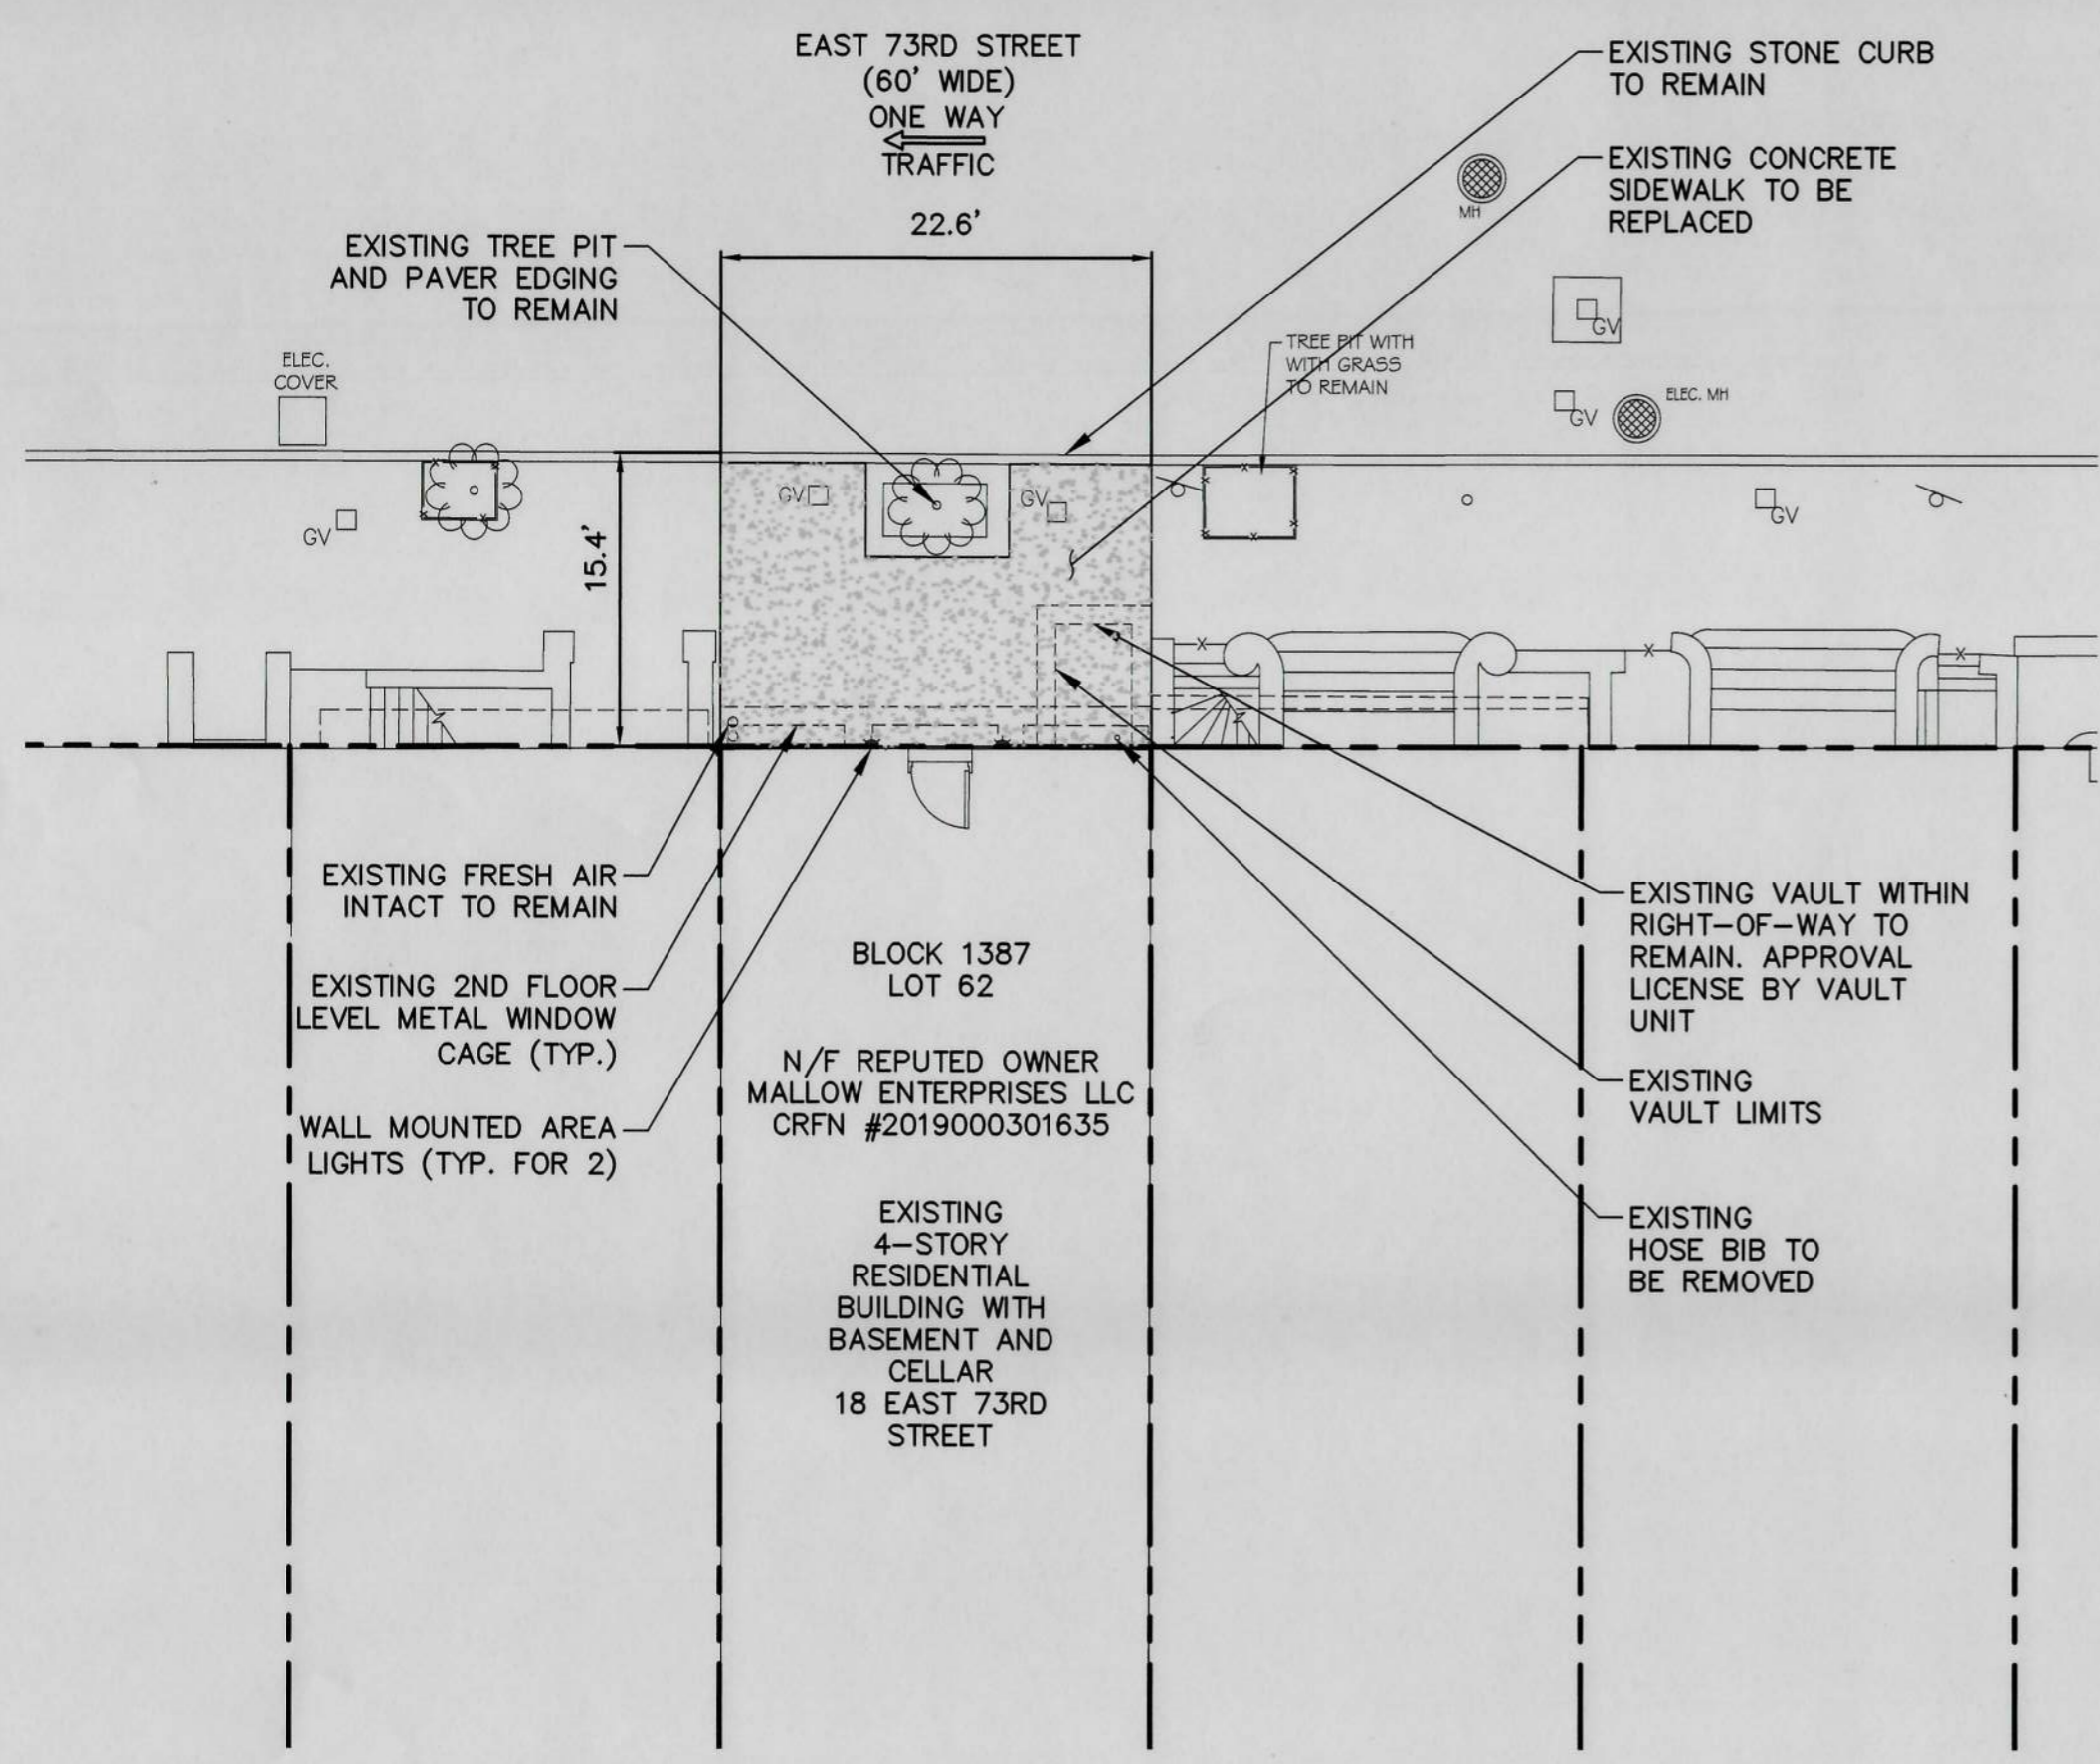 EAST 73RD STREET
(60' WIDE)
ONE WAY
TRAFFIC
22.6'
EXISTING STONE CURB
TO REMAIN
EXISTING CONCRETE
SIDEWALK TO BE
REPLACED
MH
EXISTING TREE PIT
AND PAVER EDGING
TO REMAIN
GV
ELEC.
COVER
TREE PIT WITH
WITH GRASS
TO REMAIN
GV
ELEC. MH
GV
GV
GV
GV
15.4'
EXISTING FRESH AIR
INTACT TO REMAIN
EXISTING 2ND FLOOR
LEVEL METAL WINDOW
CAGE (TYP.)
WALL MOUNTED AREA
LIGHTS (TYP. FOR 2)
BLOCK 1387
LOT 62
N/F REPUTED OWNER
MALLOW ENTERPRISES LLC
CRFN #2019000301635
EXISTING
4-STORY
RESIDENTIAL
BUILDING WITH
BASEMENT AND
CELLAR
18 EAST 73RD
STREET
EXISTING VAULT WITHIN
RIGHT-OF-WAY TO
REMAIN. APPROVAL
LICENSE BY VAULT
UNIT
EXISTING
VAULT LIMITS
EXISTING
HOSE BIB TO
BE REMOVED